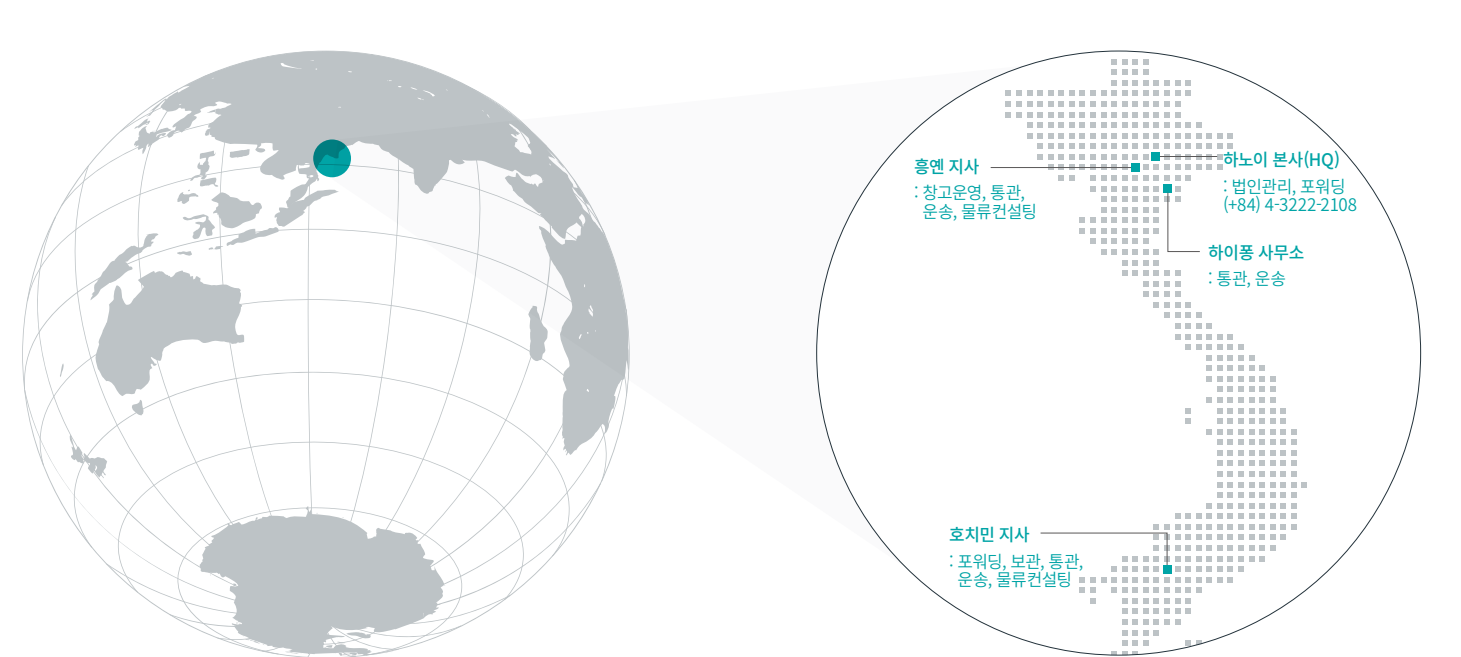 흥옌 지사
: 창고운영, 통관,
운송, 물류컨설팅
하노이 본사(HQ)
: 법인관리, 포워딩
(+84) 4-3222-2108
하이퐁 사무소
: 통관, 운송
호치민 지사
: 포워딩, 보관, 통관,
운송, 물류컨설팅